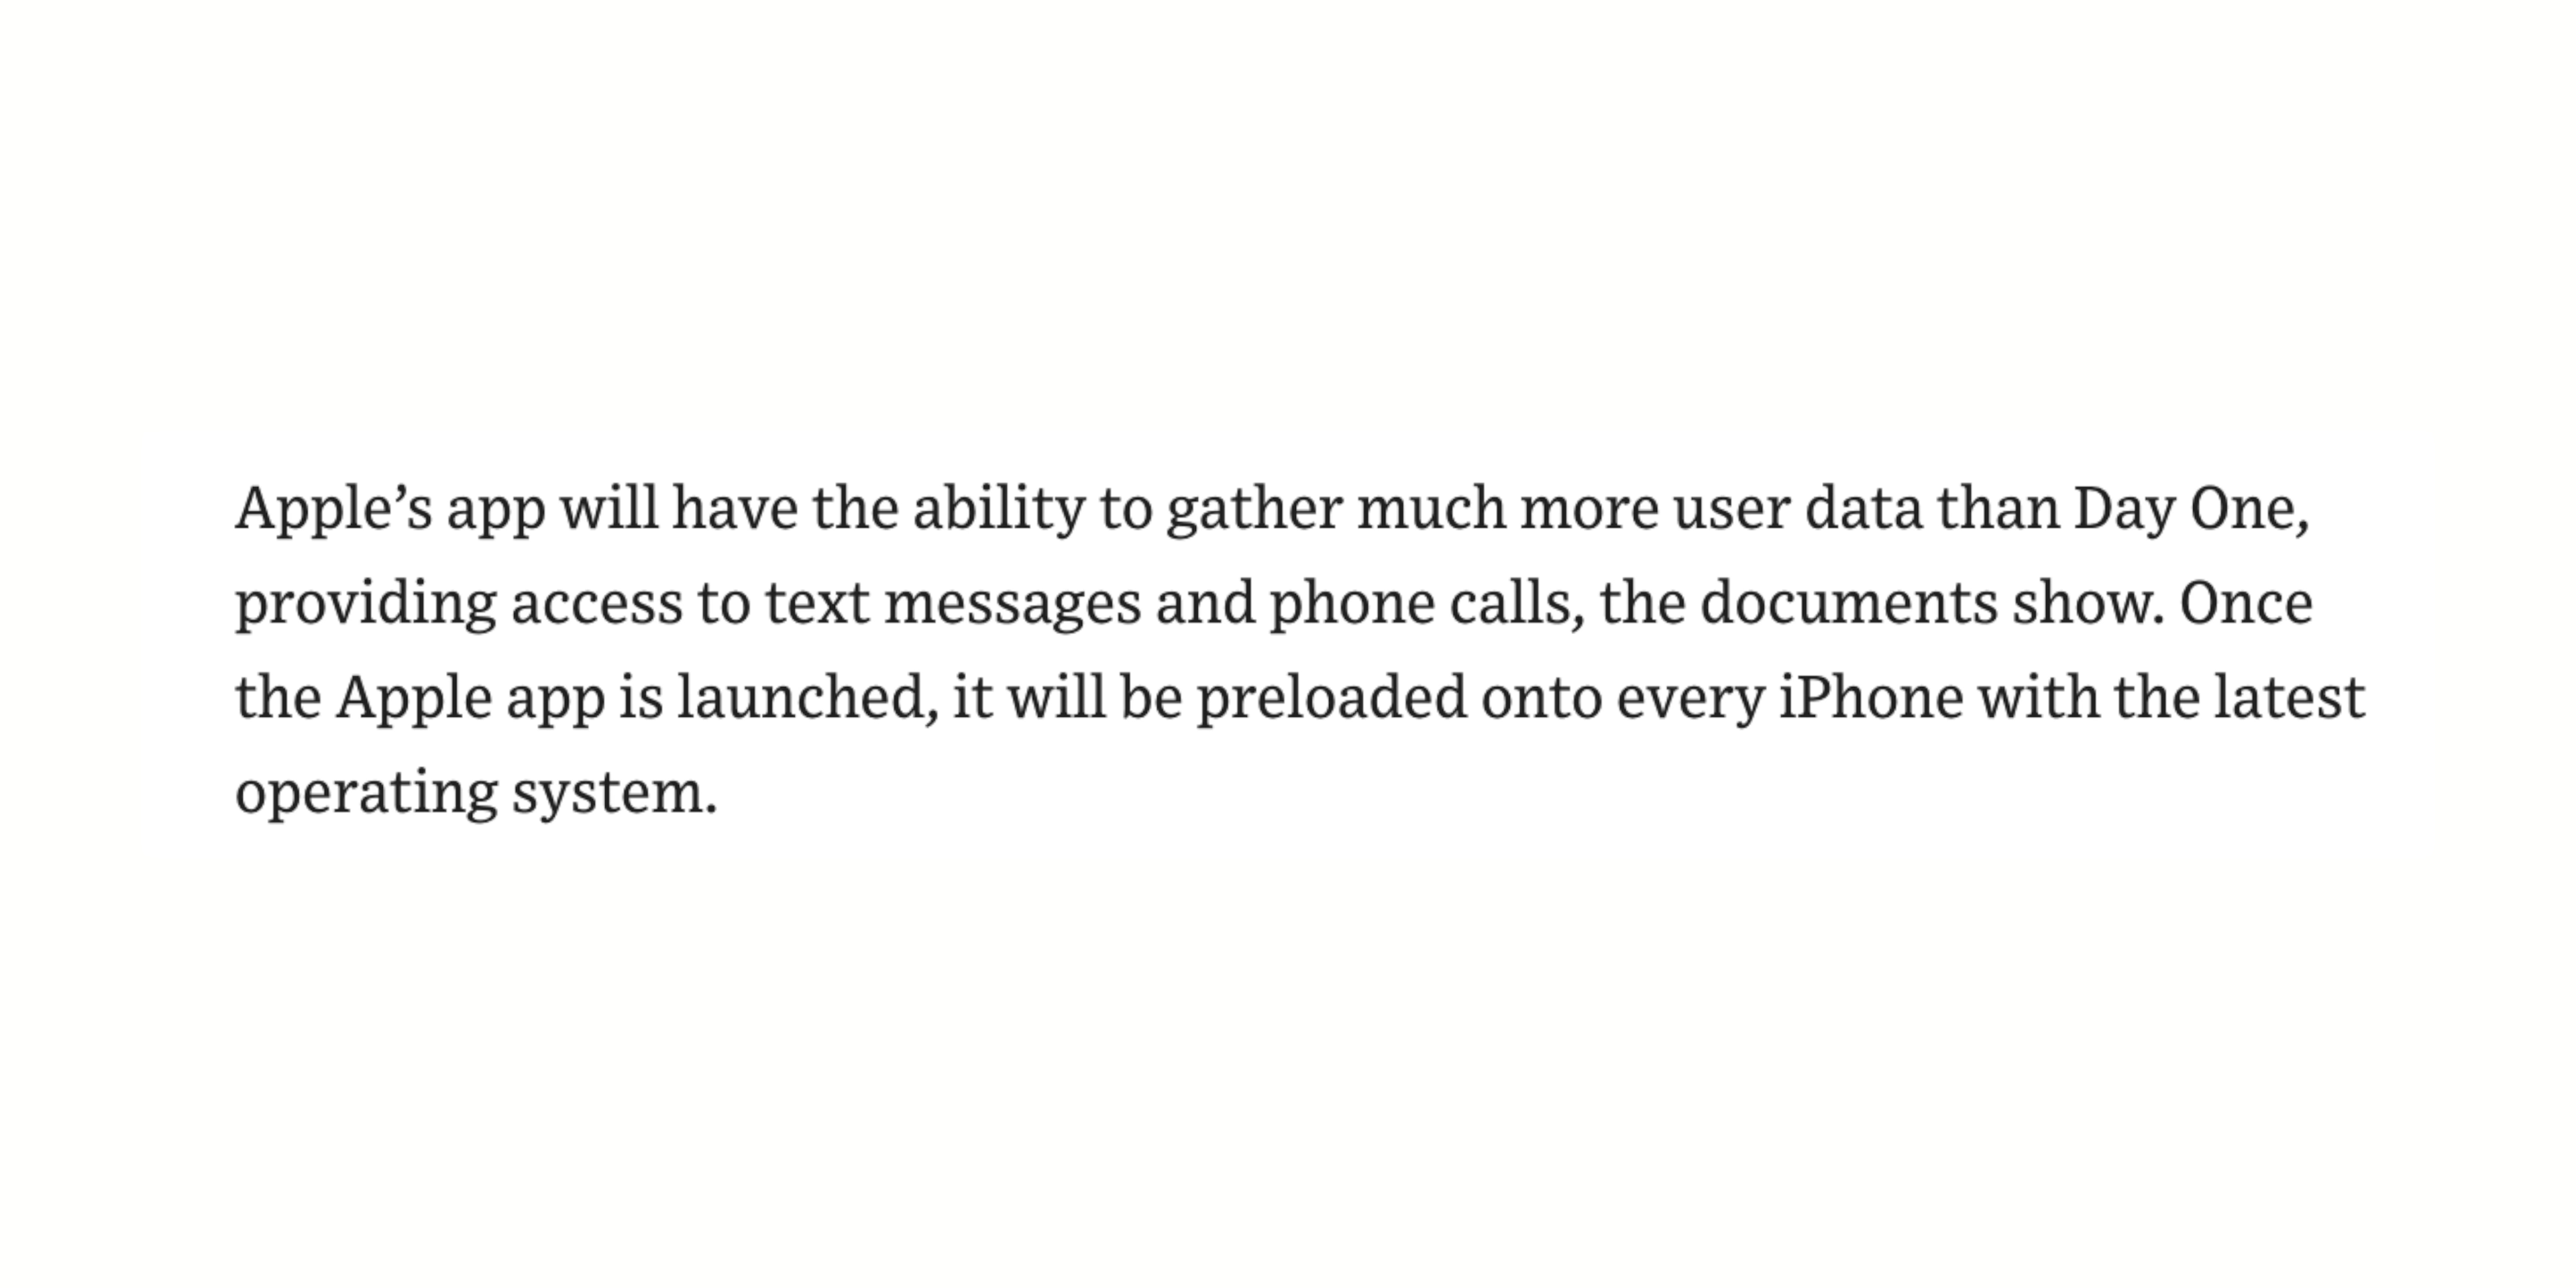 Apple’s app will have the ability to gather much more user data than Day One,
providing access to text messages and phone calls, the documents show. Once
the Apple app is launched, it will be preloaded onto every iPhone with the latest
operating system.